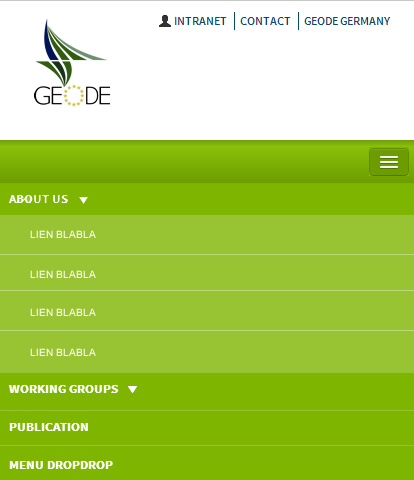 INTRANET CONTACT GEODE GERMANY
GEODE
ABOUT US
LIEN BLABLA
LIEN BLABLA
LIEN BLABLA
LIEN BLABLA
WORKING GROUPS
PUBLICATION
MENU DROPDROP